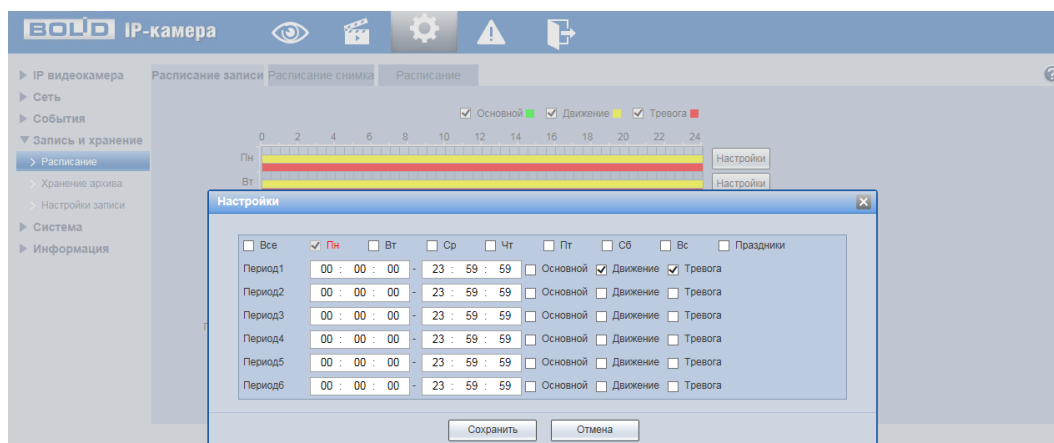 BOLID IP-камера
IP видеокамера
Сеть
События
Запись и хранение
Расписание
Хранение архива
Настройки записи
Система
Информация
Расписание записи Расписание снимка Расписание
Основной Движение Тревога
0 2 4 6 8 10 12 14 16 18 20 22 24
Пн Настройки
Вт Настройки
Настройки
Все Пн Вт Ср Чт Пт Сб Вс Праздники
Период1 00 : 00 : 00 - 23 : 59 : 59 Основной Движение Тревога
Период2 00 : 00 : 00 - 23 : 59 : 59 Основной Движение Тревога
Период3 00 : 00 : 00 - 23 : 59 : 59 Основной Движение Тревога
Период4 00 : 00 : 00 - 23 : 59 : 59 Основной Движение Тревога
Период5 00 : 00 : 00 - 23 : 59 : 59 Основной Движение Тревога
Период6 00 : 00 : 00 - 23 : 59 : 59 Основной Движение Тревога
Сохранить Отмена